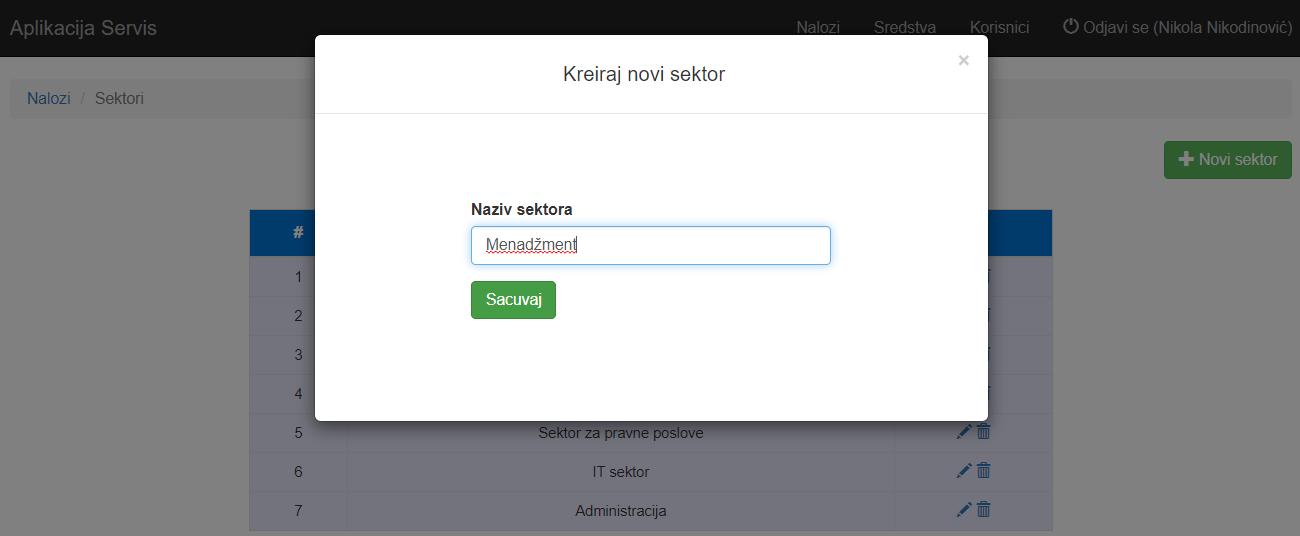 Aplikacija Servis
Nalozi Sredstva Korisnici Odjavi se (Nikola Nikodinović)
Kreiraj novi sektor ×
Nalozi / Sektori
Novi sektor
Naziv sektora
#
Menadžment
1
Sacuvaj
2
3
4
5 Sektor za pravne poslove
6 IT sektor
7 Administracija